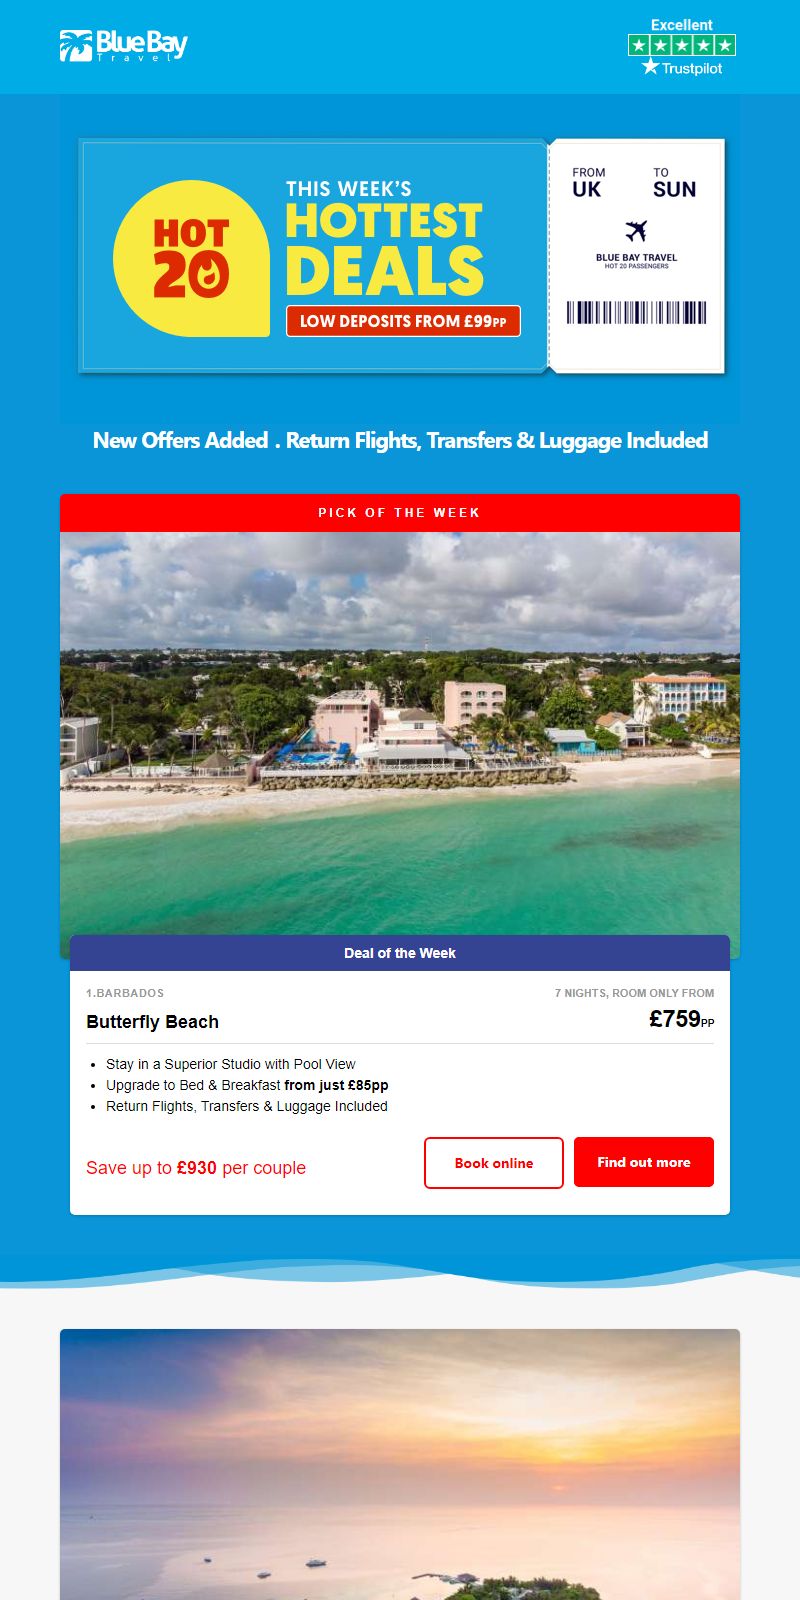 Blue Bay
Travel
Excellent
Trustpilot
HOT
20
THIS WEEK'S
HOTTEST
DEALS
LOW DEPOSITS FROM £99PP
FROM
UK
TO
SUN
BLUE BAY TRAVEL
HOT 20 PASSENGERS
New Offers Added . Return Flights, Transfers & Luggage Included
PICK OF THE WEEK
Deal of the Week
1.BARBADOS
7 NIGHTS, ROOM ONLY FROM
Butterfly Beach
£759PP
• Stay in a Superior Studio with Pool View
• Upgrade to Bed & Breakfast from just £85pp
• Return Flights, Transfers & Luggage Included
Save up to £930 per couple
Book online
Find out more